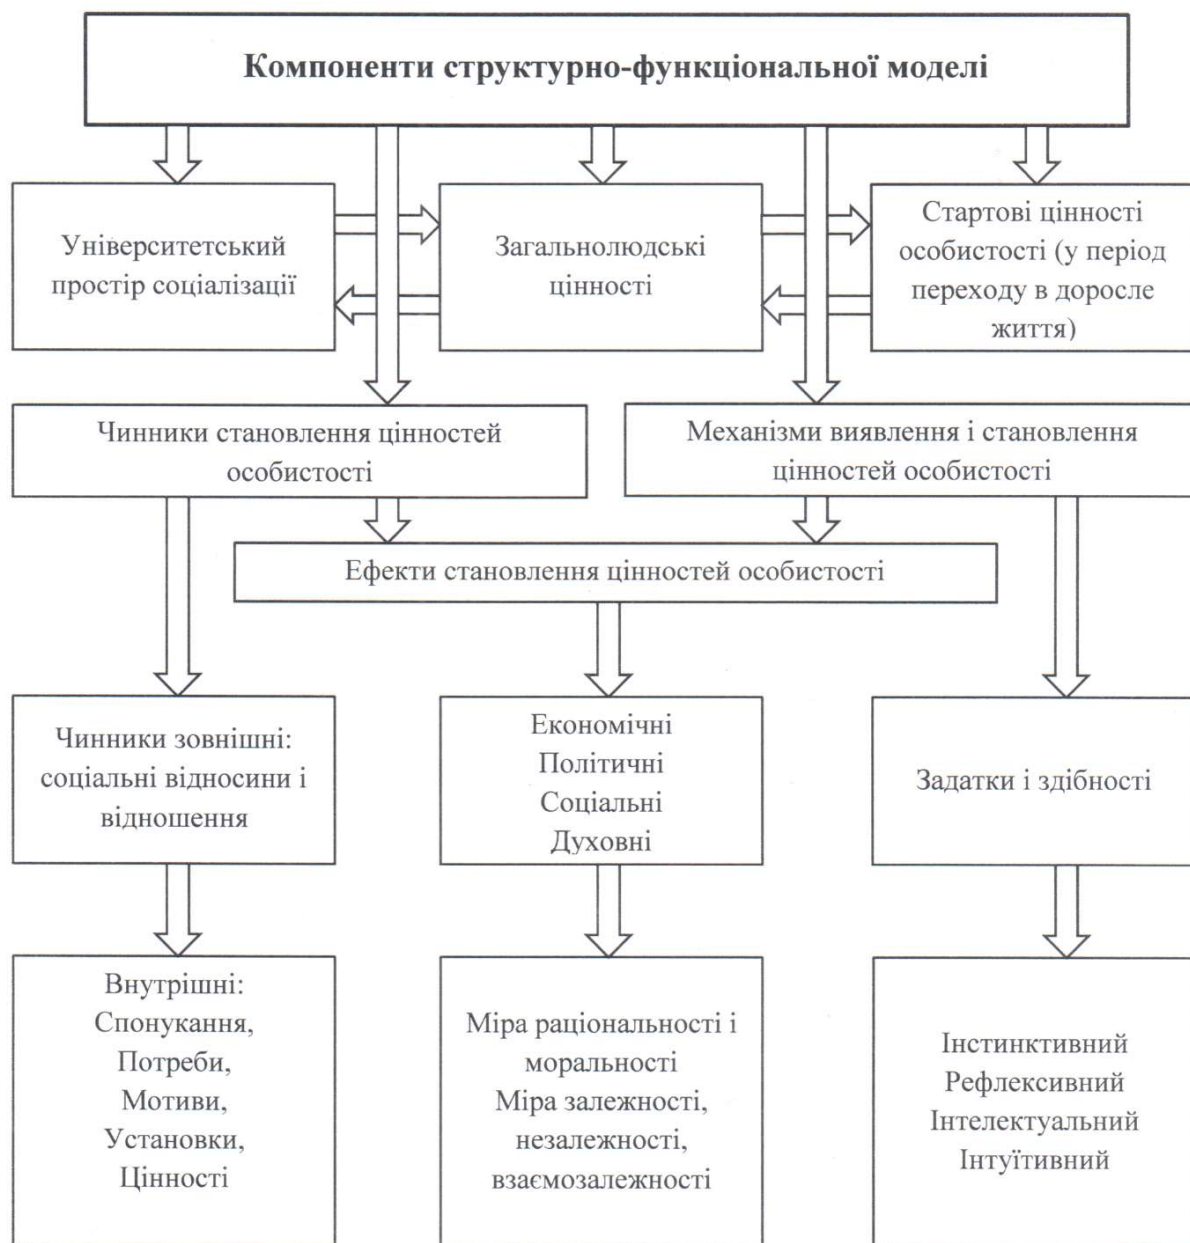 Компоненти структурно-функціональної моделі
Університетський
простір соціалізації
Загальнолюдські
цінності
Стартові цінності
особистості (у період
переходу в доросле
життя)
Чинники становлення цінностей
особистості
Механізми виявлення і становлення
цінностей особистості
Ефекти становлення цінностей особистості
Чинники зовнішні:
соціальні відносини і
відношення
Економічні
Політичні
Соціальні
Духовні
Задатки і здібності
Внутрішні:
Спонукання,
Потреби,
Мотиви,
Установки,
Цінності
Міра раціональності і
моральності
Міра залежності,
незалежності,
взаємозалежності
Інстинктивний
Рефлексивний
Інтелектуальний
Інтуїтивний